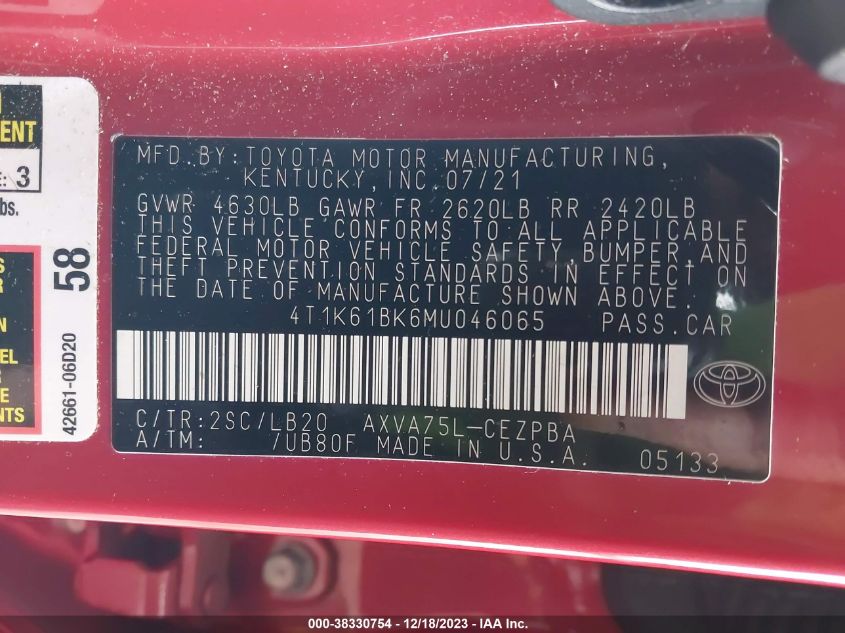 ENT
E: 3
bs.
S
R
EL
R
E
NTS
58
42661-06D20
MFD.BY:TOYOTA MOTOR MANUFACTURING,
KENTUCKY,INC.07/21
GVWR 4630LB GAWR FR 2620LB RR 2420LB
THIS VEHICLE CONFORMS TO ALL APPLICABLE
FEDERAL MOTOR VEHICLE SAFETY,BUMPER,AND
THEFT PREVENTION STANDARDS IN EFFECT ON
THE DATE OF MANUFACTURE SHOWN ABOVE.
4T1K61BK6MU046065 PASS.CAR
C/TR:2SC/LB20 AXVA75L-CEZPBA
A/TM: /UB80F MADE IN U.S.A. 05133
000-38330754 - 12/18/2023 - IAA Inc.